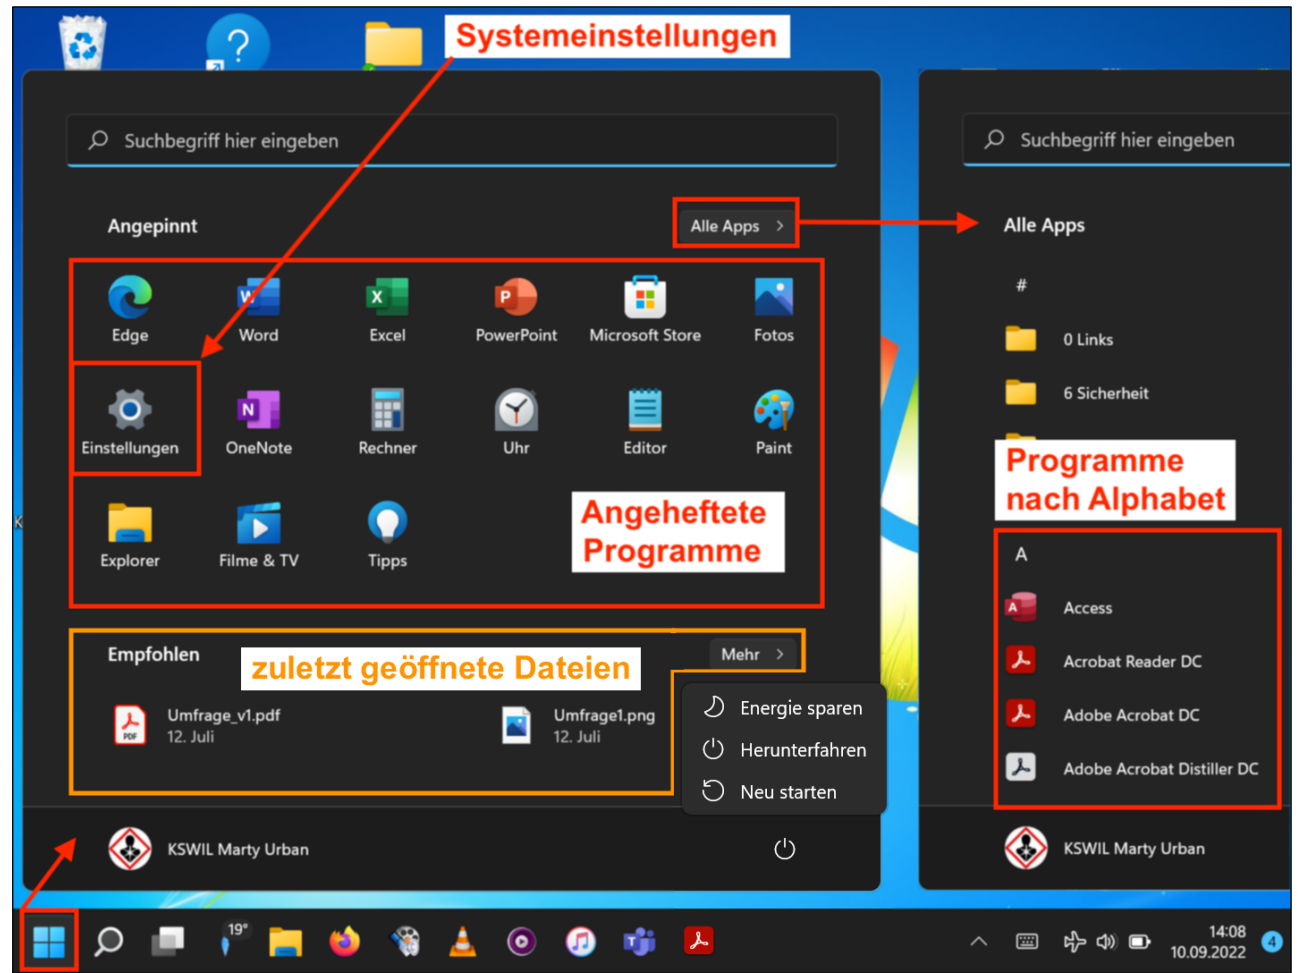 Systemeinstellungen
Suchbegriff hier eingeben
Angepinnt
Alle Apps
Edge
Word
Excel
PowerPoint
Microsoft Store
Fotos
Einstellungen
OneNote
Rechner
Uhr
Editor
Paint
Explorer
Filme & TV
Tipps
Angeheftete
Programme
Empfohlen
zuletzt geöffnete Dateien
Mehr
Umfrage_v1.pdf
12. Juli
Umfrage1.png
12. Juli
Energie sparen
Herunterfahren
Neu starten
KSWIL Marty Urban
Suchbegriff hier eingeben
Alle Apps
#
0 Links
6 Sicherheit
Programme
nach Alphabet
A
Access
Acrobat Reader DC
Adobe Acrobat DC
Adobe Acrobat Distiller DC
KSWIL Marty Urban
K
19°
14:08
10.09.2022
4